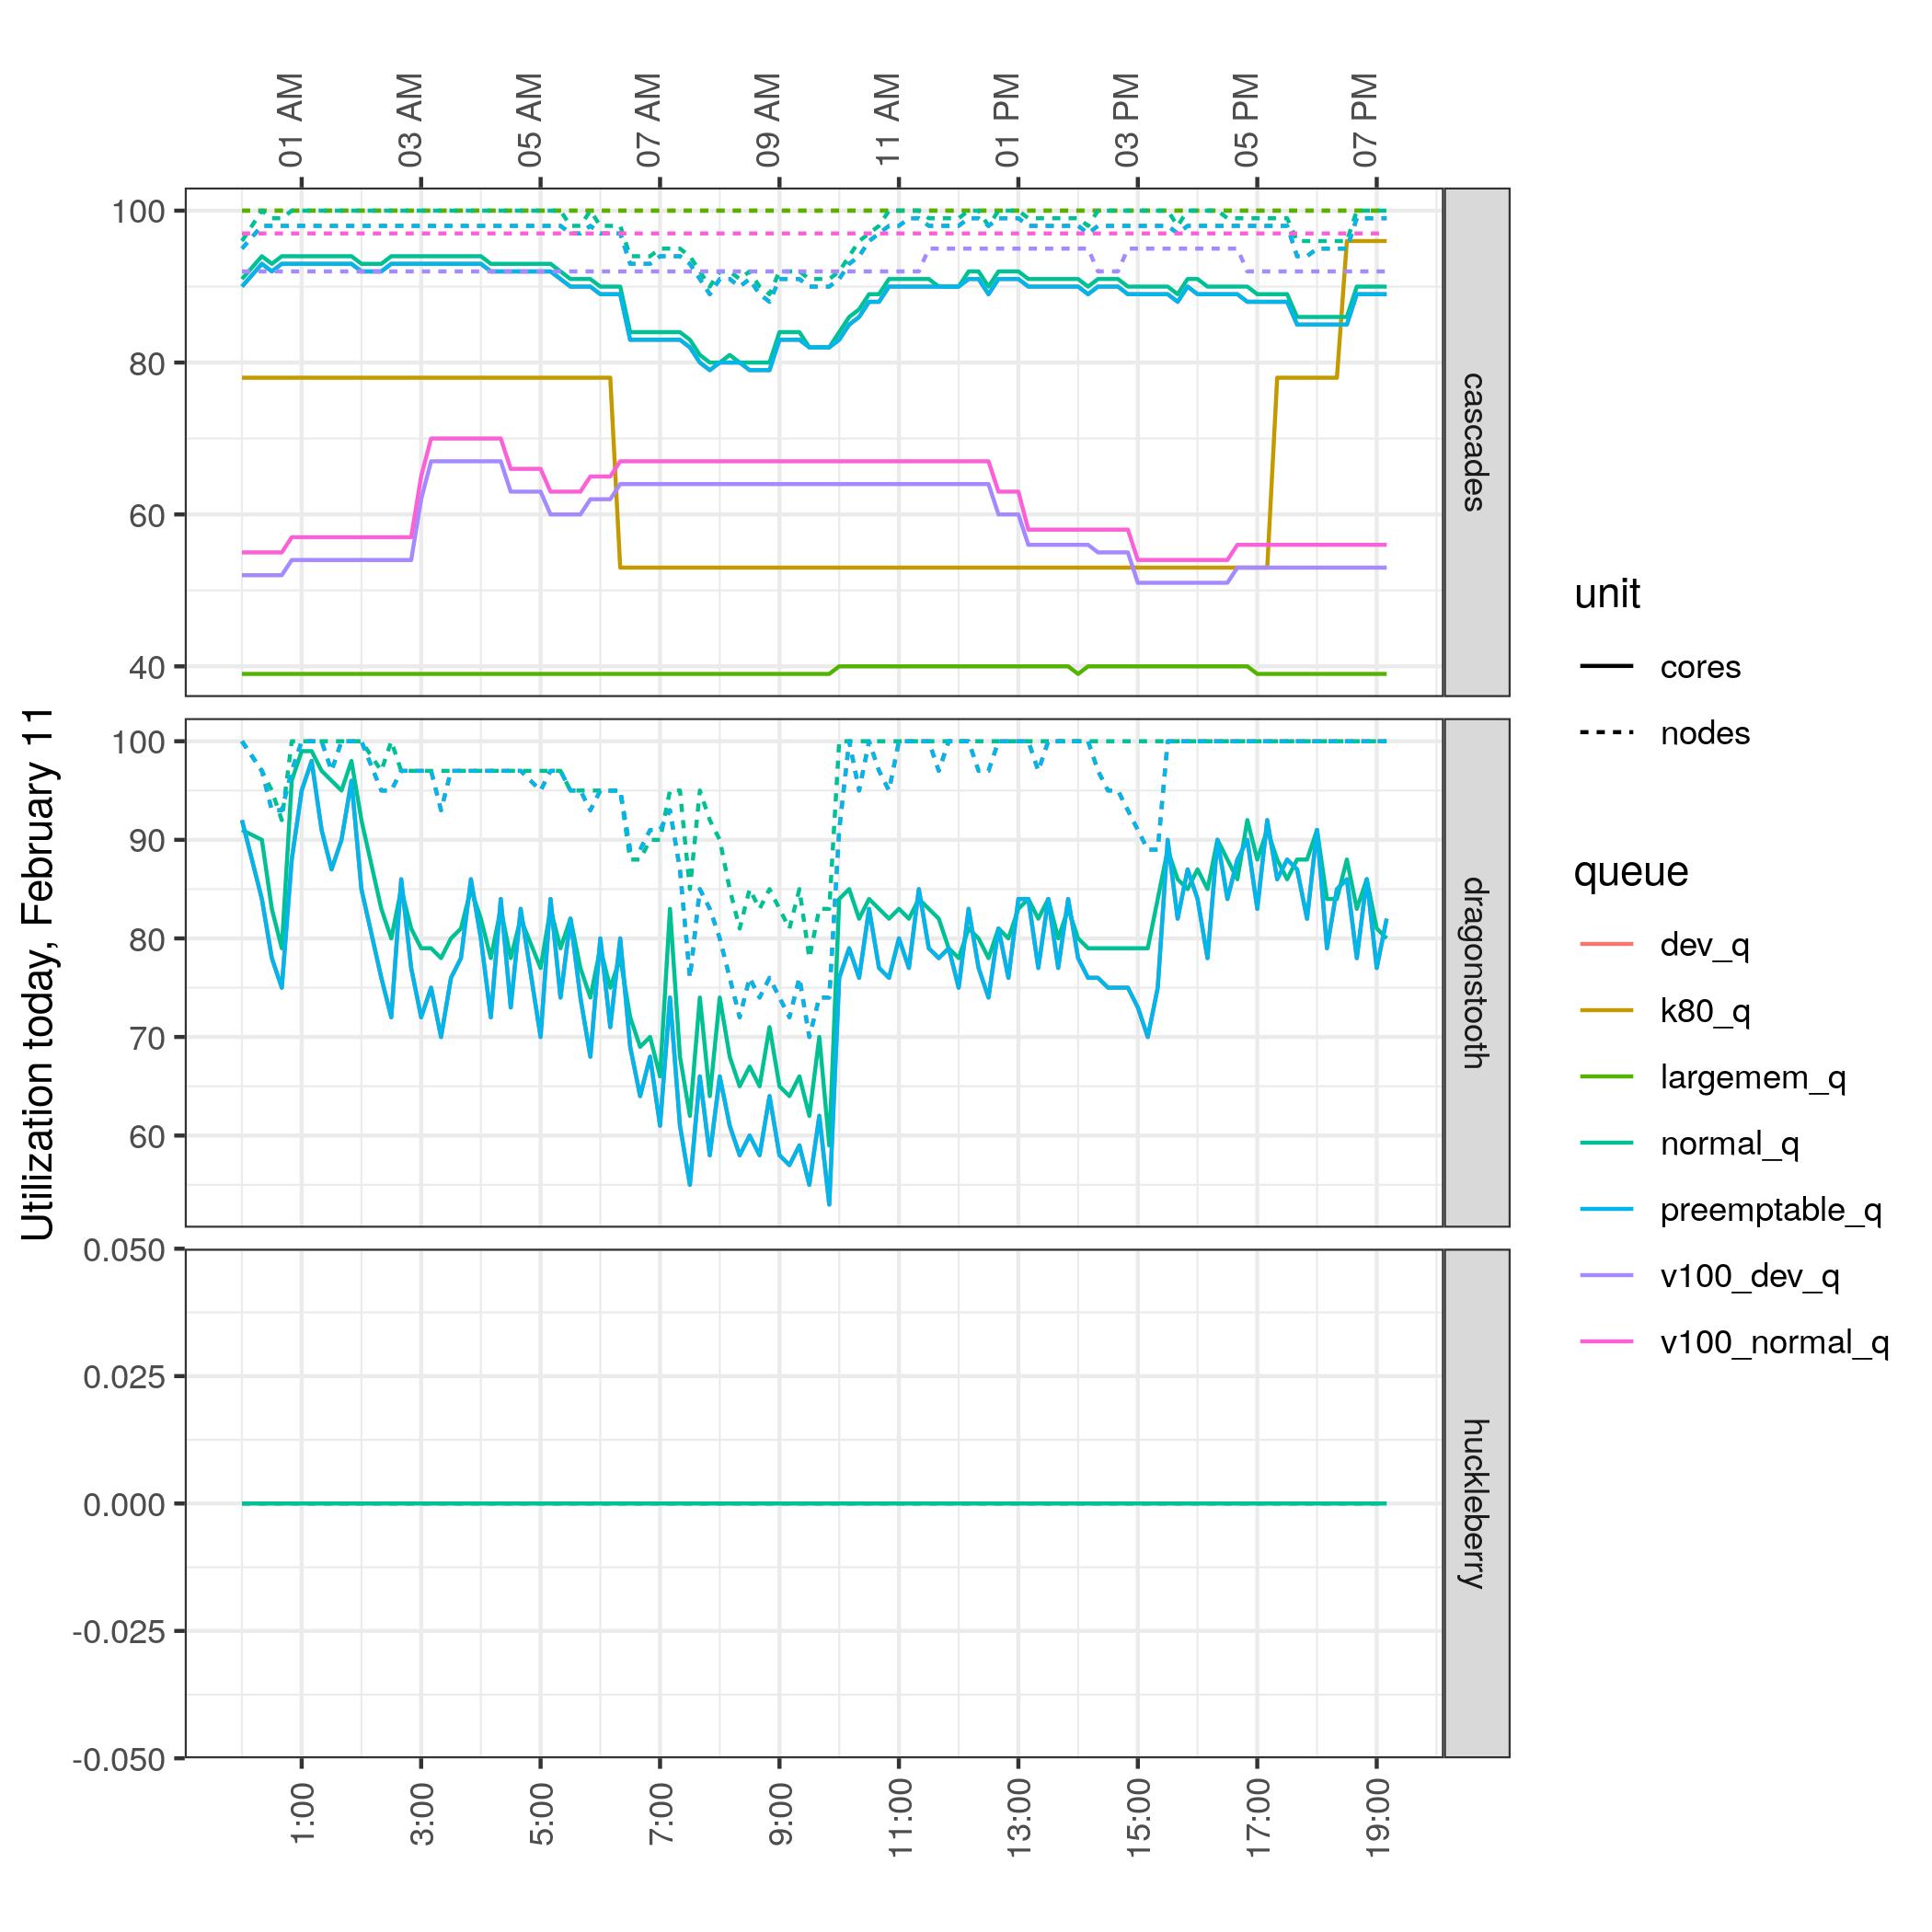 01 AM
03 AM
05 AM
07 AM
09 AM
11 AM
01 PM
03 PM
05 PM
07 PM
Utilization today, February 11
100
80
60
40
cascades
100
90
80
70
60
dragonstooth
0.050
0.025
0.000
-0.025
-0.050
huckleberry
1:00
3:00
5:00
7:00
9:00
11:00
13:00
15:00
17:00
19:00
unit
cores
nodes
queue
dev_q
k80_q
largemem_q
normal_q
preemptable_q
v100_dev_q
v100_normal_q